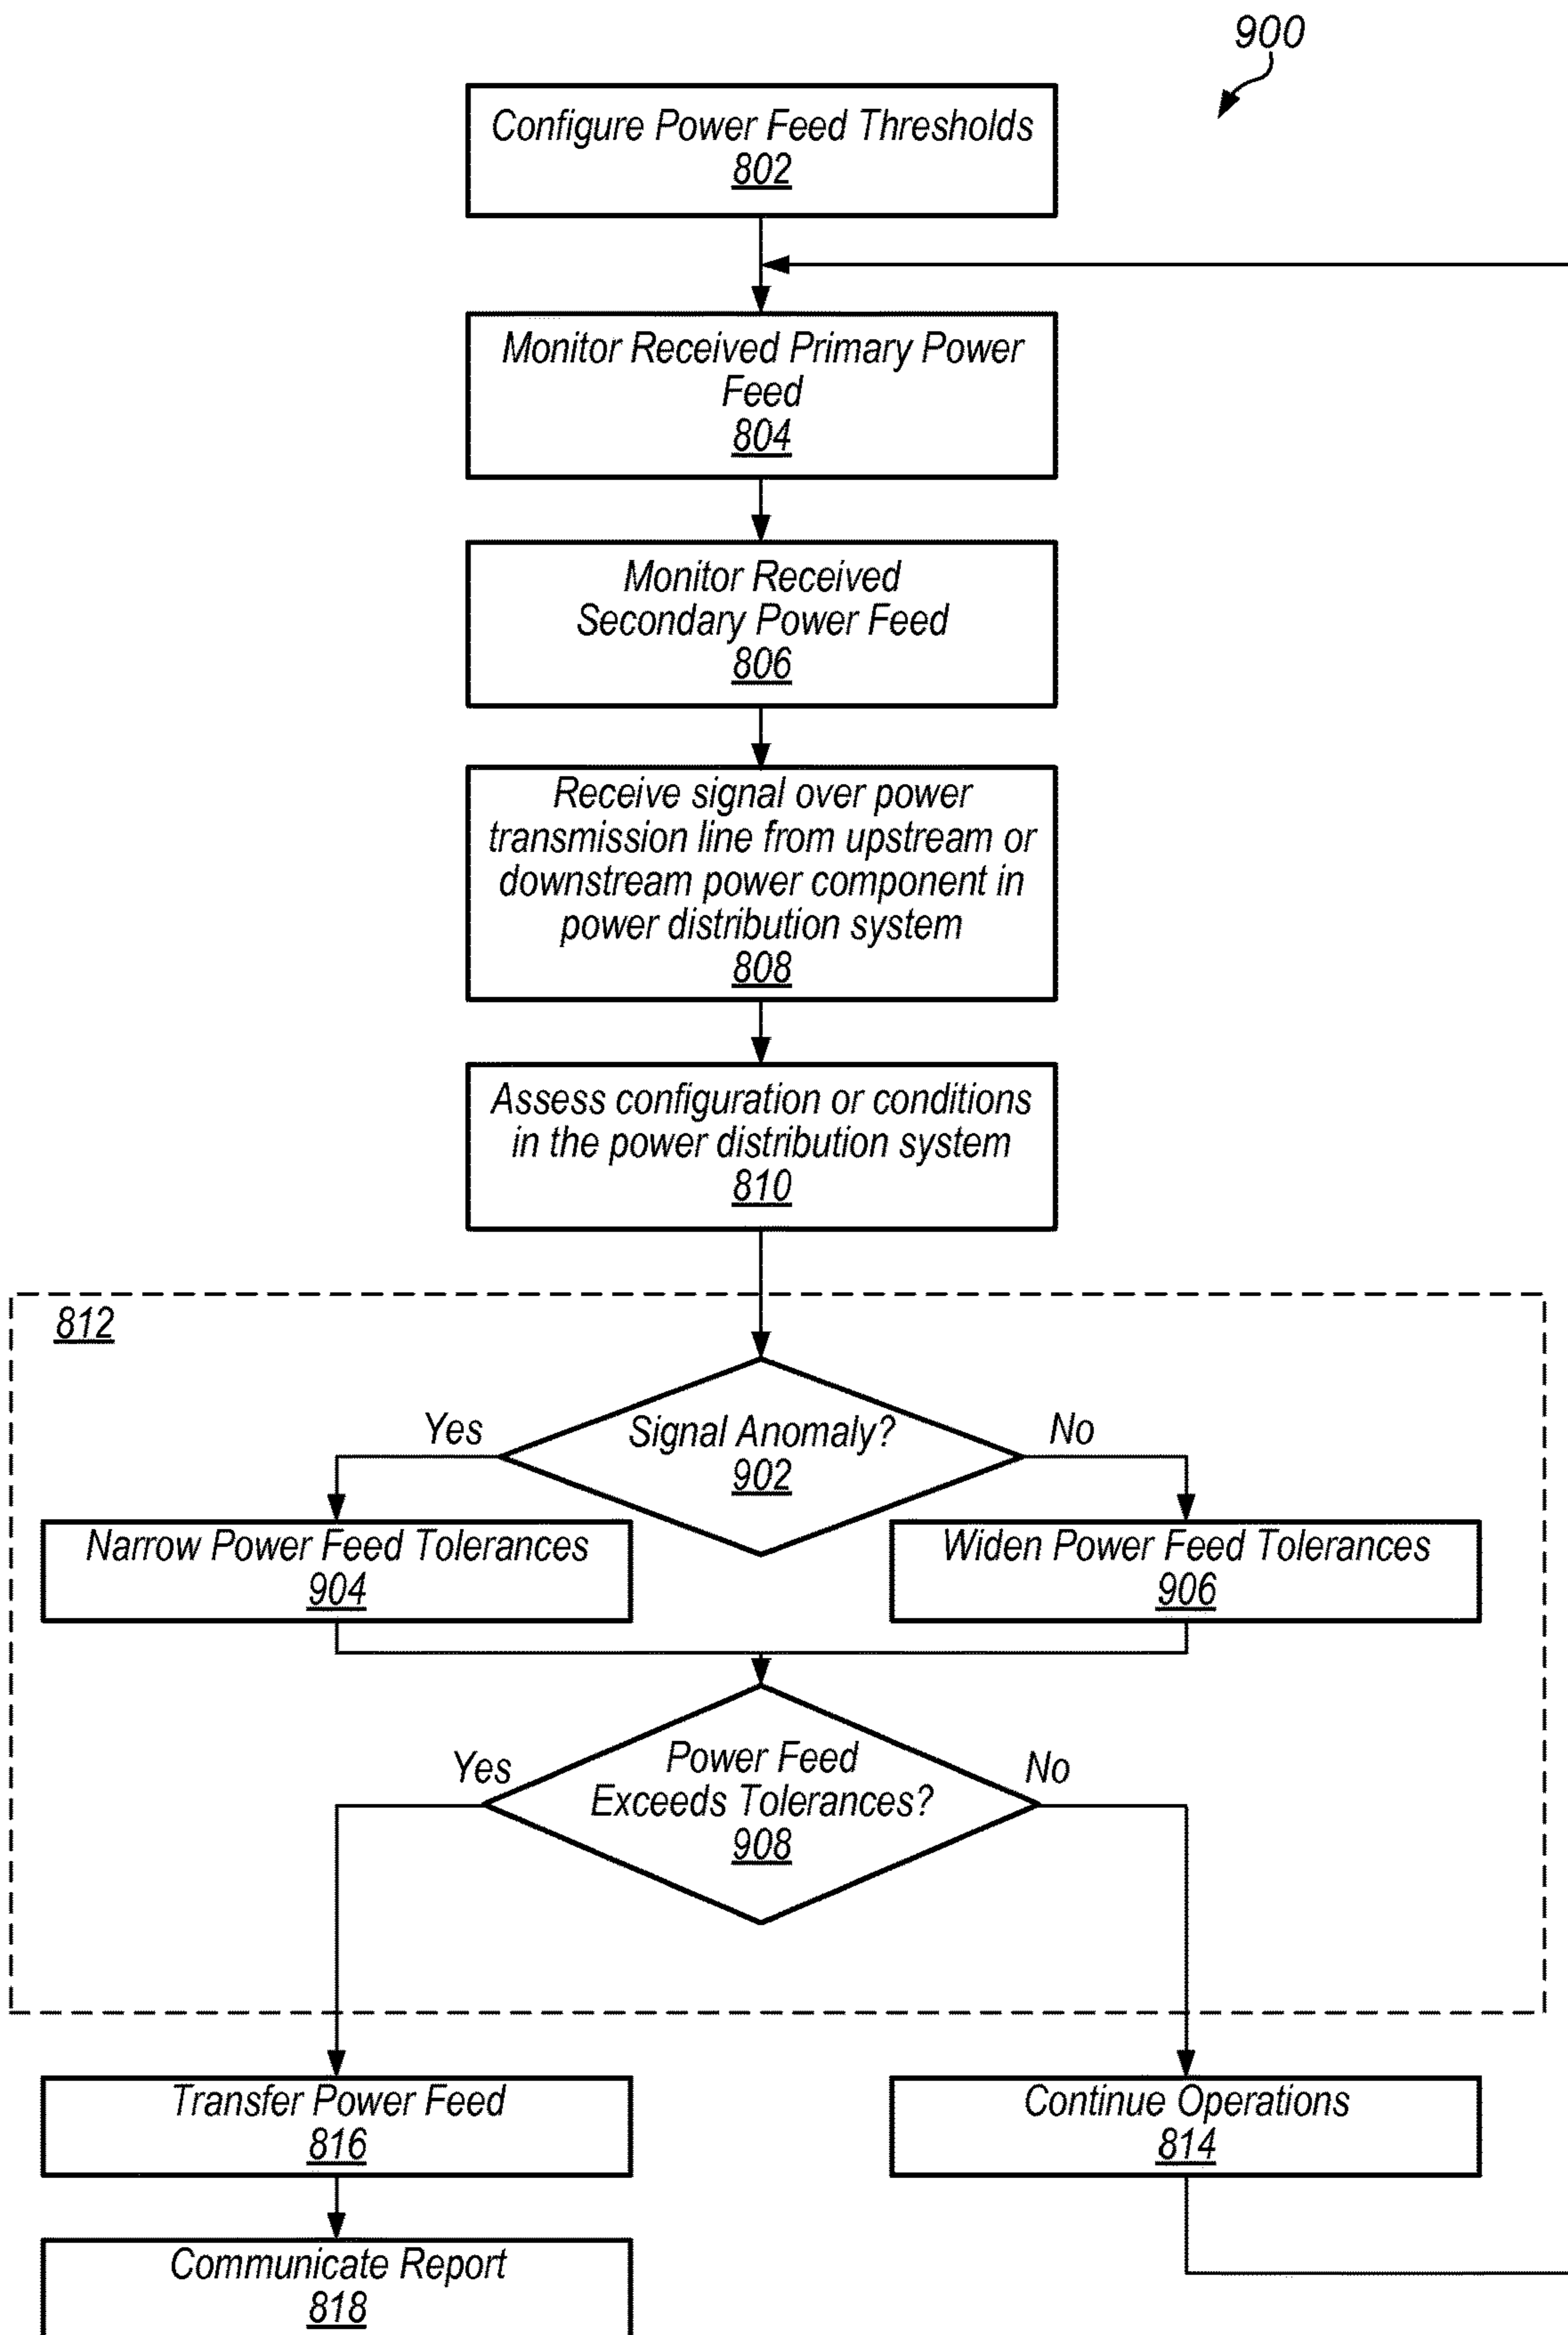 900
Configure Power Feed Thresholds
802
Monitor Received Primary Power
Feed
804
Monitor Received
Secondary Power Feed
806
Receive signal over power
transmission line from upstream or
downstream power component in
power distribution system
808
Assess configuration or conditions
in the power distribution system
810
812
Yes
Signal Anomaly?
902
No
Narrow Power Feed Tolerances
904
Widen Power Feed Tolerances
906
Yes
Power Feed
Exceeds Tolerances?
908
No
Transfer Power Feed
816
Continue Operations
814
Communicate Report
818